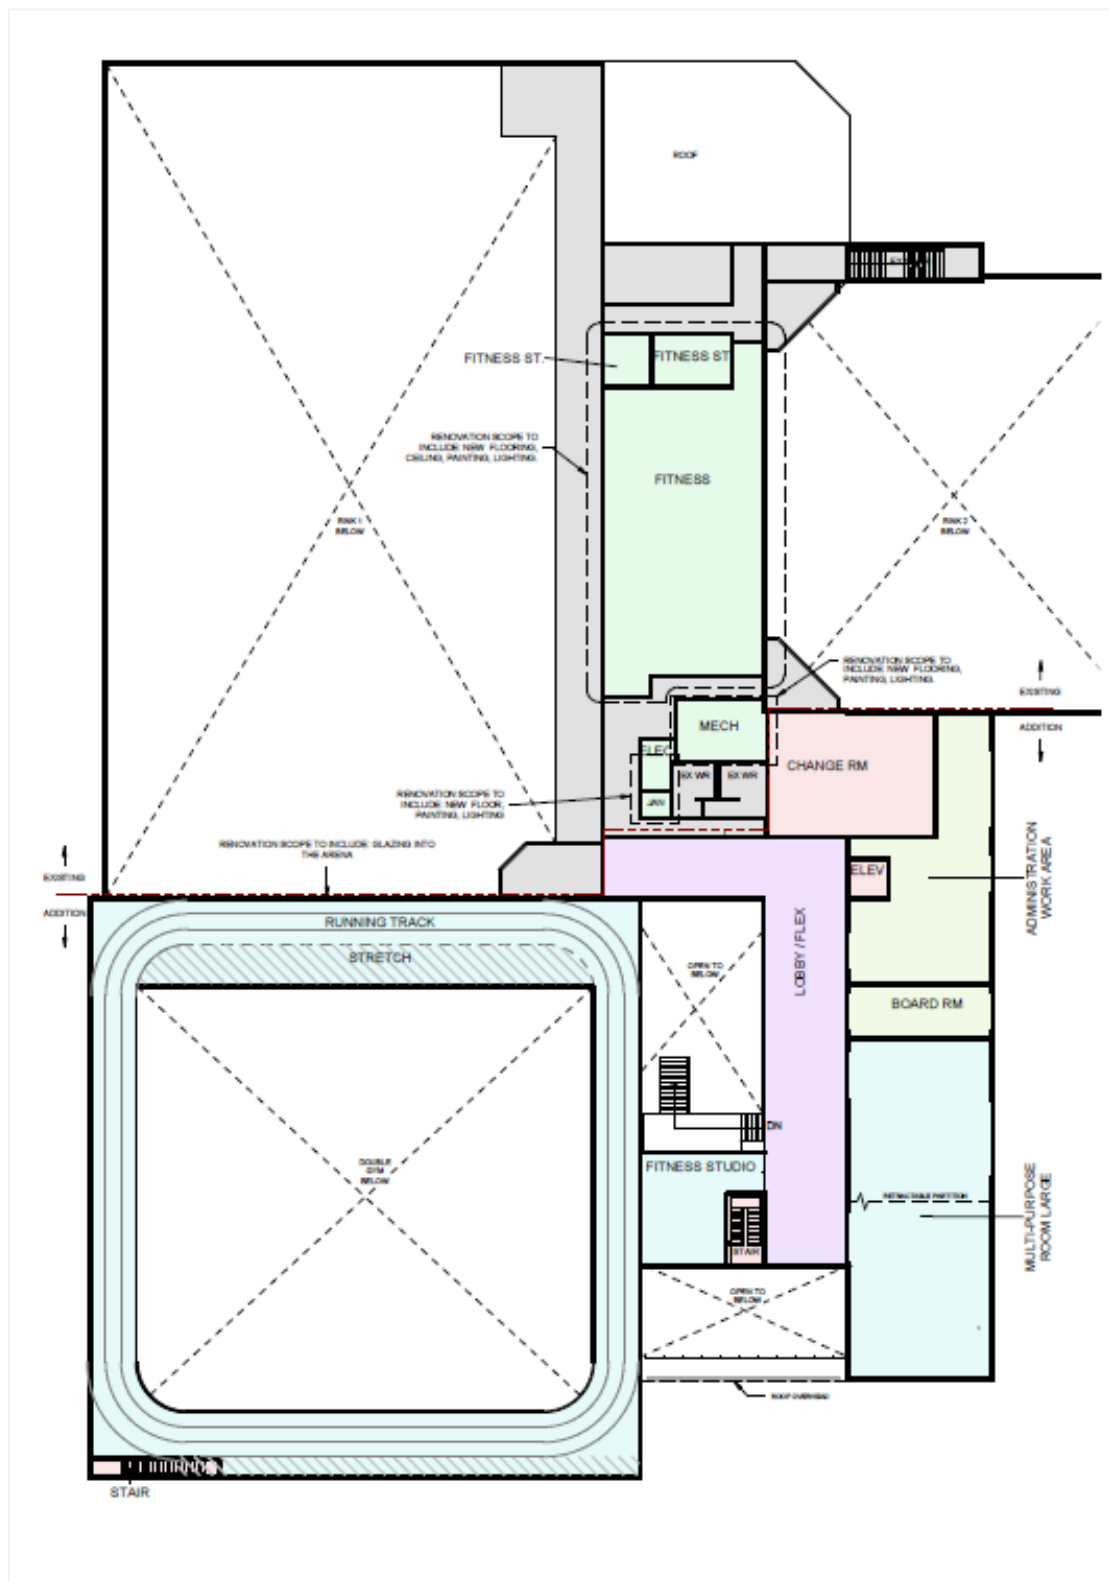 ROOF
FITNESS ST.
FITNESS ST
RENOVATION SCOPE TO
INCLUDE: NEW FLOORING,
CEILING, PAINTING, LIGHTING.
FITNESS
RINK 1
BELOW
RINK 2
BELOW
RENOVATION SCOPE TO
INCLUDE: NEW FLOORING,
PAINTING, LIGHTING.
EXISTING
ADDITION
MECH
ELEC
CHANGE RM
EX WR
EX WR
JAN
RENOVATION SCOPE TO
INCLUDE: NEW FLOOR,
PAINTING, LIGHTING
RENOVATION SCOPE TO INCLUDE: GLAZING INTO
THE ARENA
EXISTING
ADDITION
ELEV
ADMINISTRATION
WORK AREA
RUNNING TRACK
STRETCH
OPEN TO
BELOW
LOBBY / FLEX
BOARD RM
DN
DOUBLE
GYM
BELOW
FITNESS STUDIO
RETRACTABLE PARTITION
MULTI-PURPOSE
ROOM LARGE
STAIR
OPEN TO
BELOW
ROOF OVERHEAD
STAIR